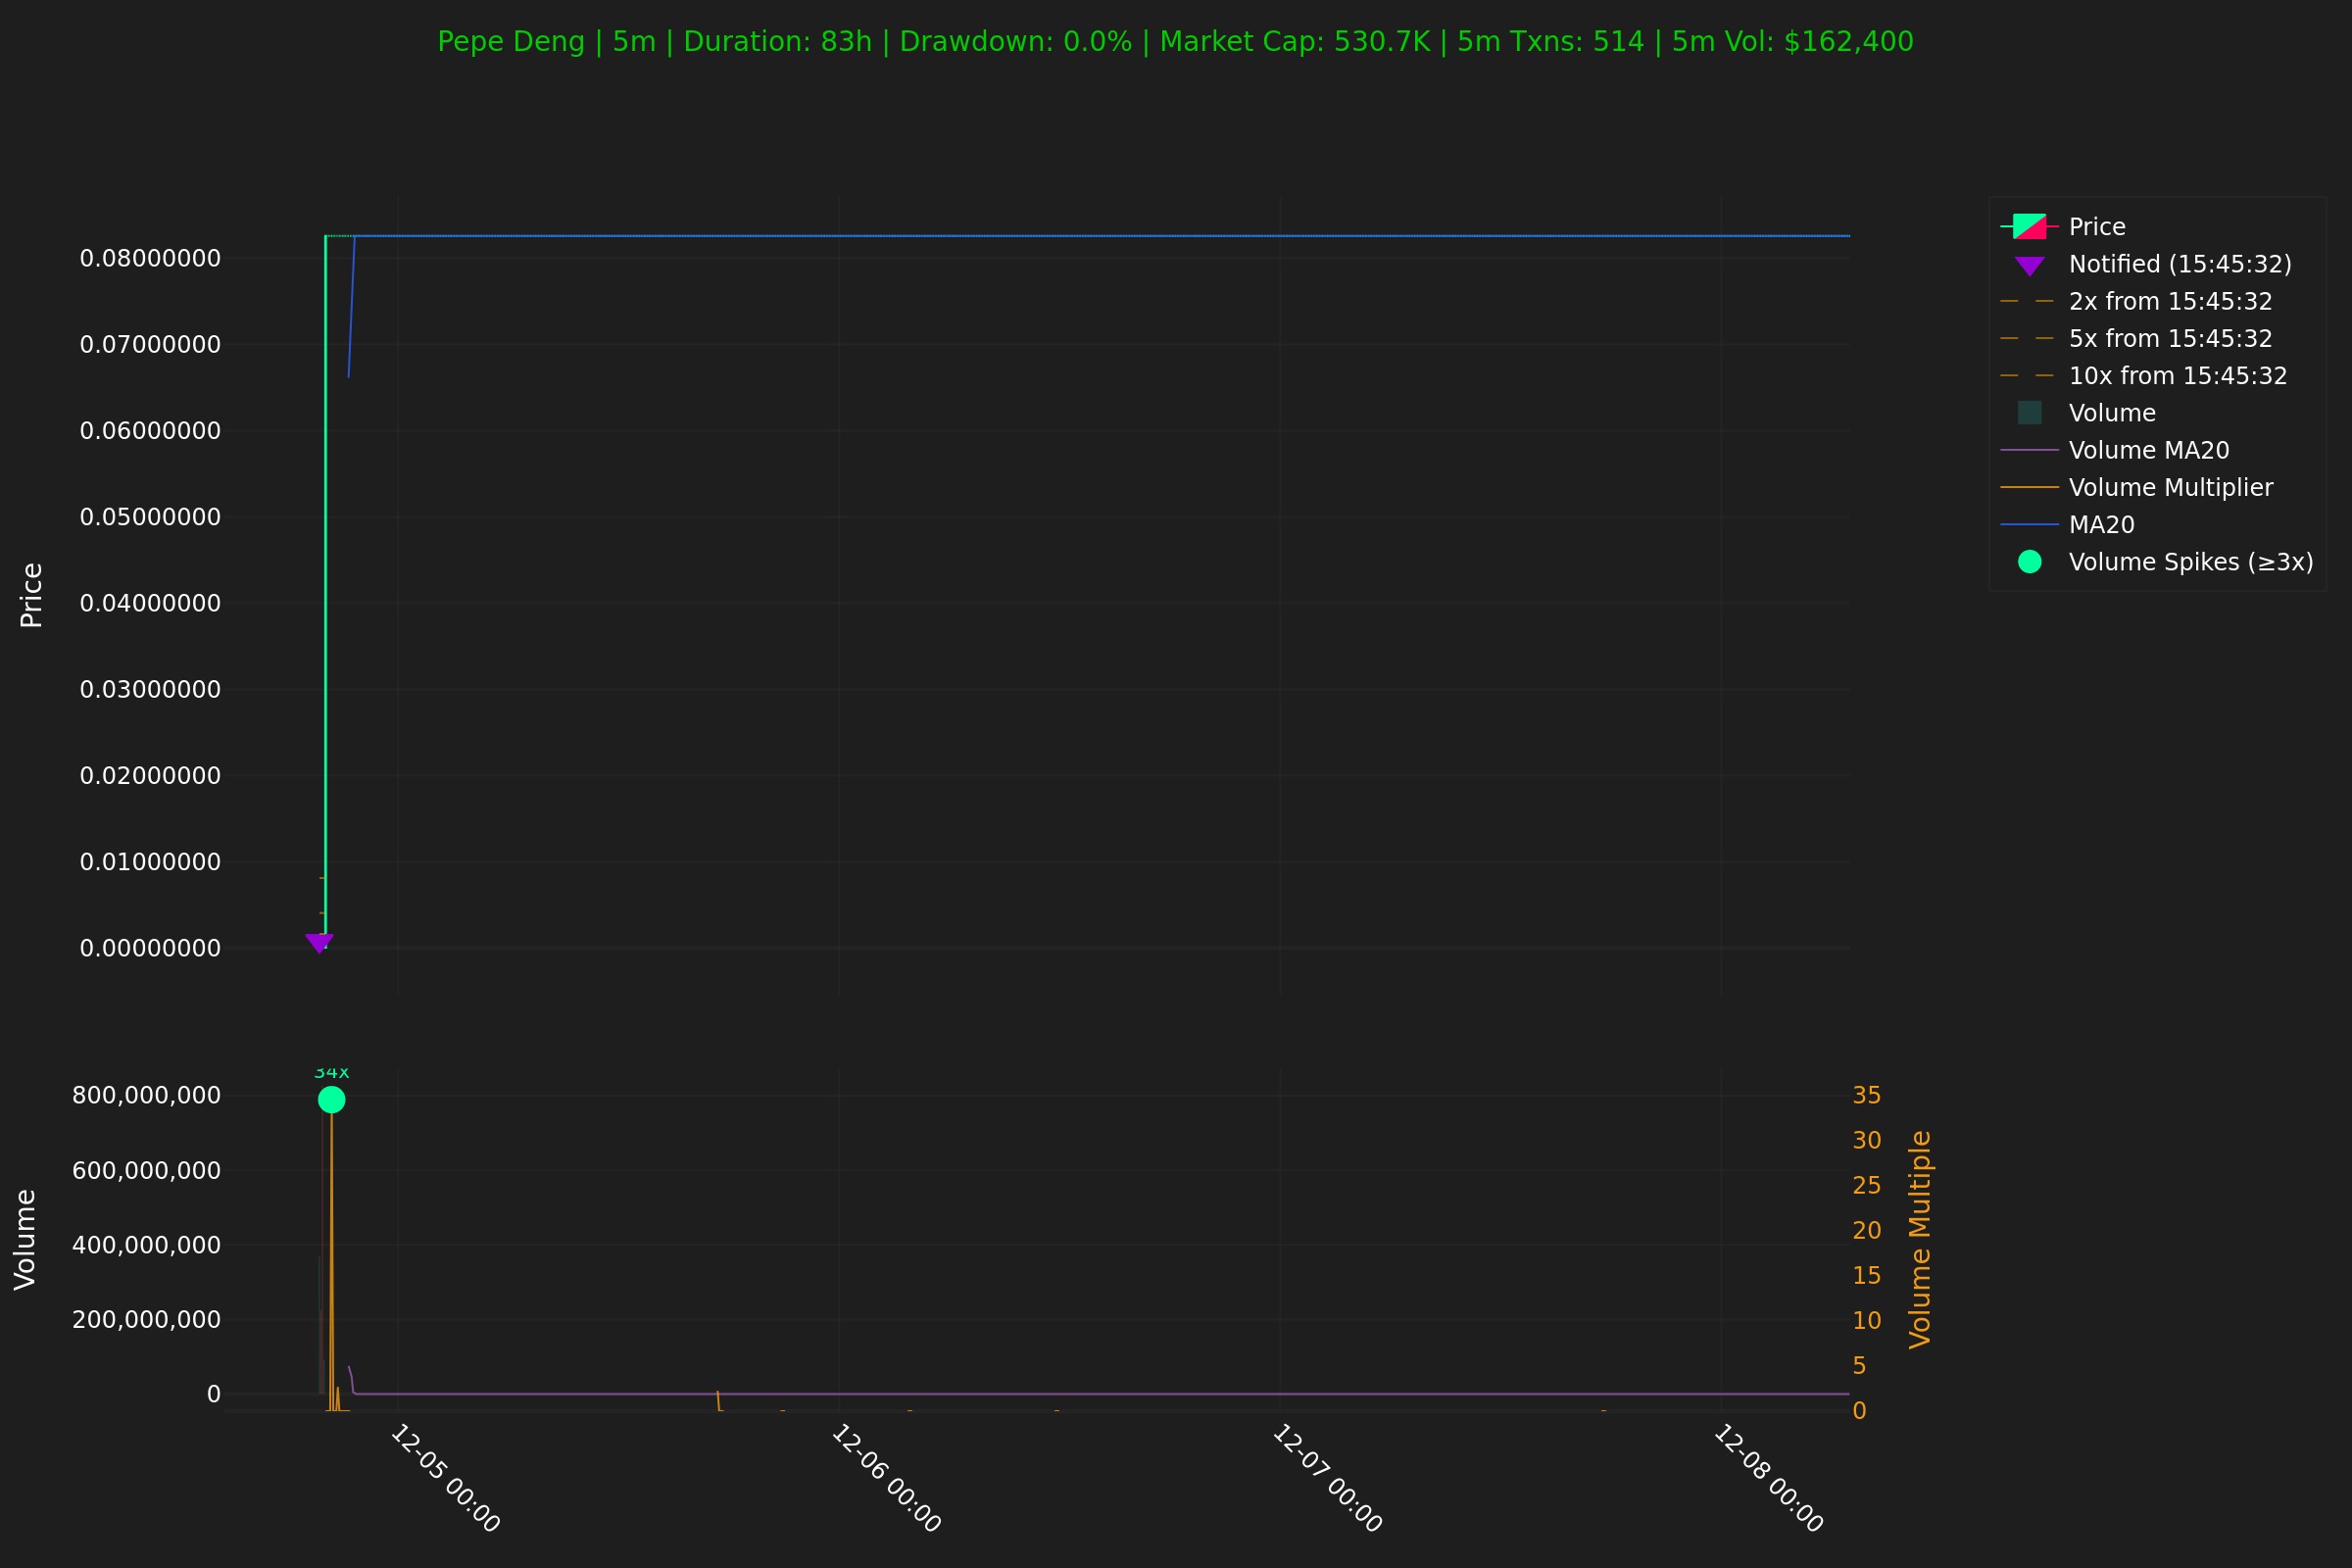 Pepe Deng | 5m | Duration: 83h | Drawdown: 0.0% | Market Cap: 530.7K | 5m Txns: 514 | 5m Vol: $162,400
Price
0.08000000
0.07000000
0.06000000
0.05000000
0.04000000
0.03000000
0.02000000
0.01000000
0.00000000
Price
Notified (15:45:32)
2x from 15:45:32
5x from 15:45:32
10x from 15:45:32
Volume
Volume MA20
Volume Multiplier
MA20
Volume Spikes (≥3x)
34x
Volume
800,000,000
600,000,000
400,000,000
200,000,000
0
35
30
25
20
15
10
5
0
Volume Multiple
12-05 00:00
12-06 00:00
12-07 00:00
12-08 00:00